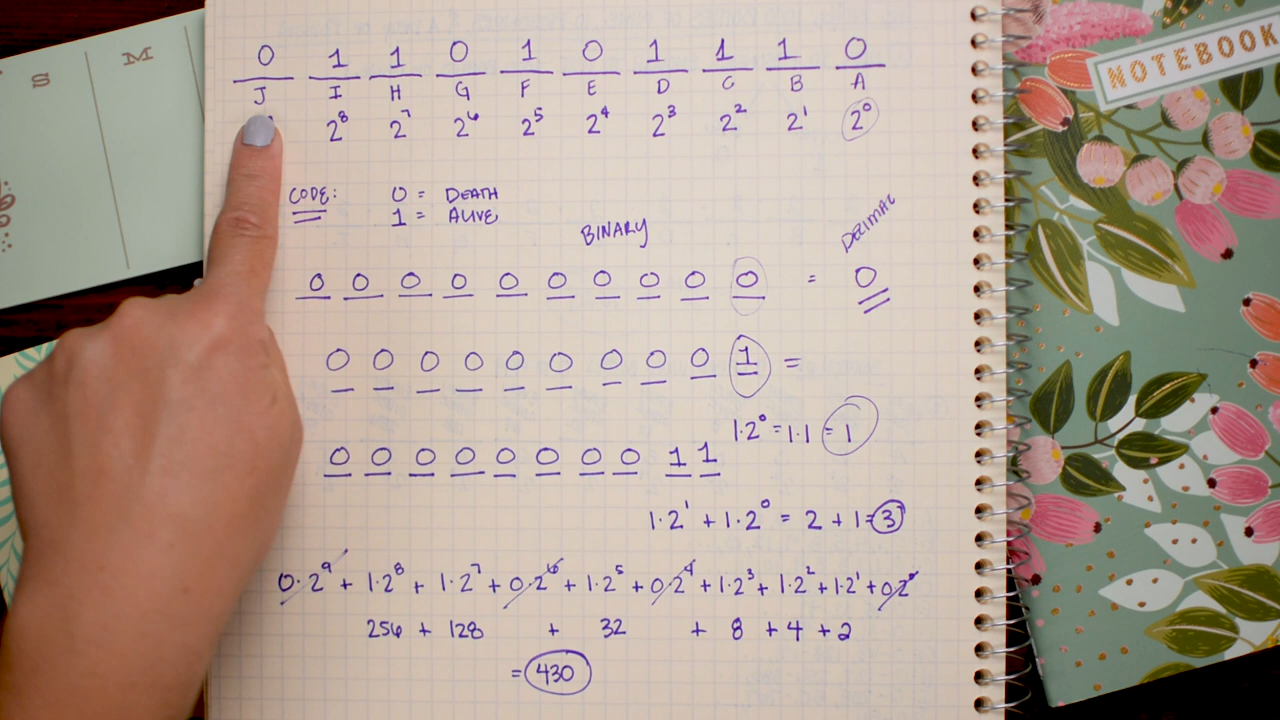 S M
NOTEBOOK
0 1 1 0 1 0 1 1 1 0
J I H G F E D C B A
2⁸ 2⁷ 2⁶ 2⁵ 2⁴ 2³ 2² 2¹ 2⁰
CODE: 0 = DEATH
1 = ALIVE
BINARY DECIMAL
0 0 0 0 0 0 0 0 0 0 = 0
0 0 0 0 0 0 0 0 0 1 =
1·2⁰ = 1·1 = 1
0 0 0 0 0 0 0 0 1 1
1·2¹ + 1·2⁰ = 2 + 1 = 3
0·2⁹ + 1·2⁸ + 1·2⁷ + 0·2⁶ + 1·2⁵ + 0·2⁴ + 1·2³ + 1·2² + 1·2¹ + 0·2⁰
256 + 128 + 32 + 8 + 4 + 2
= 430